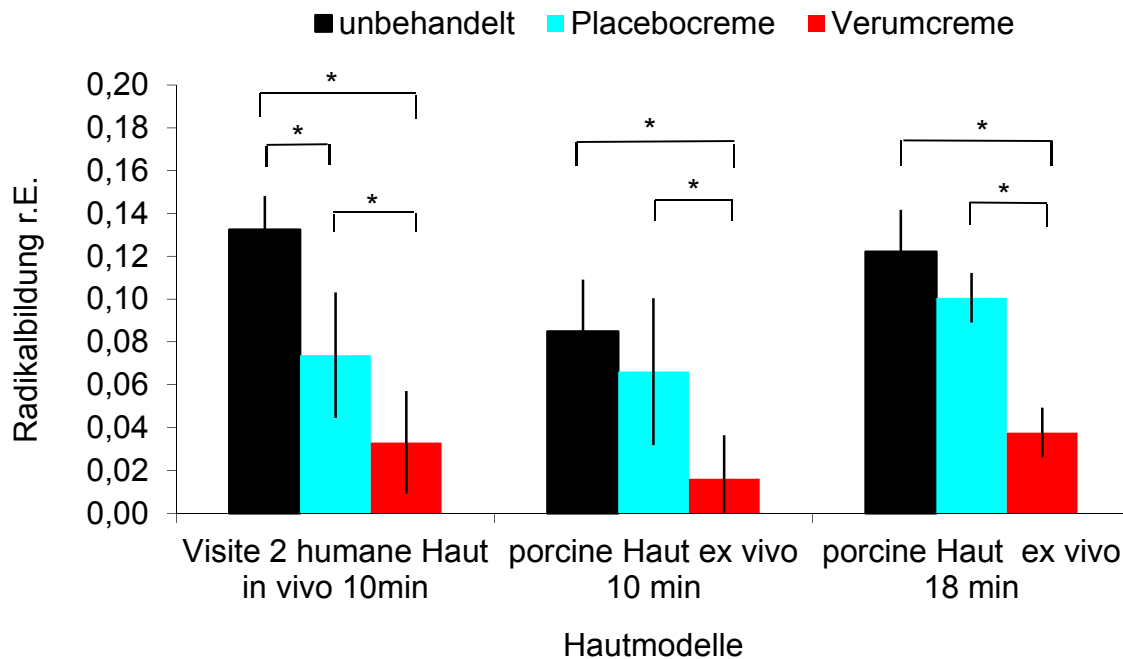 unbehandelt Placebocreme Verumcreme
0,20
0,18
0,16
0,14
0,12
0,10
0,08
0,06
0,04
0,02
0,00
Radikalbildung r.E.
* * *
* *
* *
Visite 2 humane Haut in vivo 10min
porcine Haut ex vivo 10 min
porcine Haut ex vivo 18 min
Hautmodelle